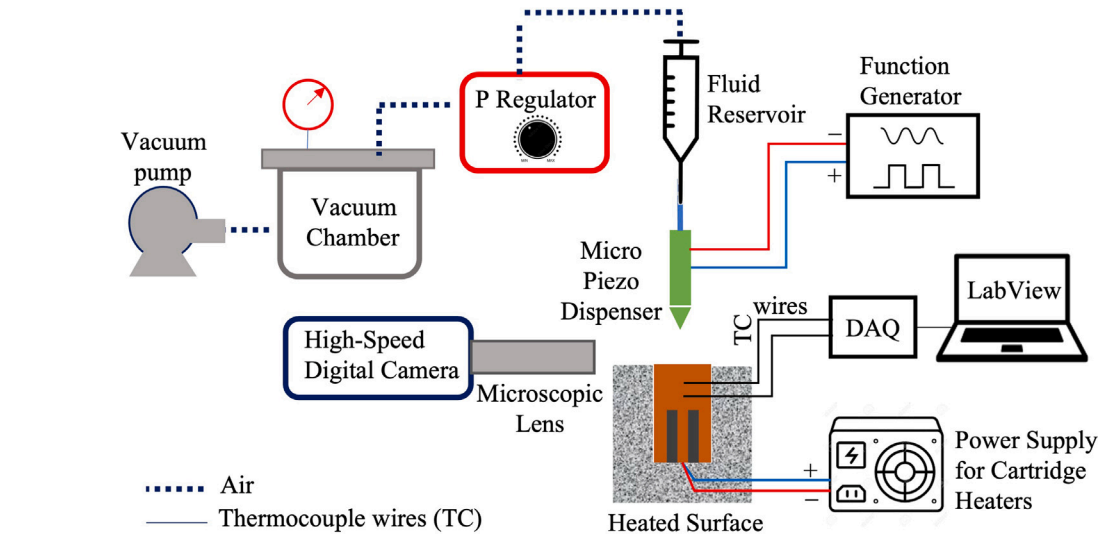 P Regulator
Fluid
Reservoir
Function
Generator
−
+
Vacuum
pump
Vacuum
Chamber
Micro
Piezo
Dispenser
TC wires
DAQ
LabView
High-Speed
Digital Camera
Microscopic
Lens
Power Supply
for Cartridge
Heaters
+
−
Heated Surface
Air
Thermocouple wires (TC)